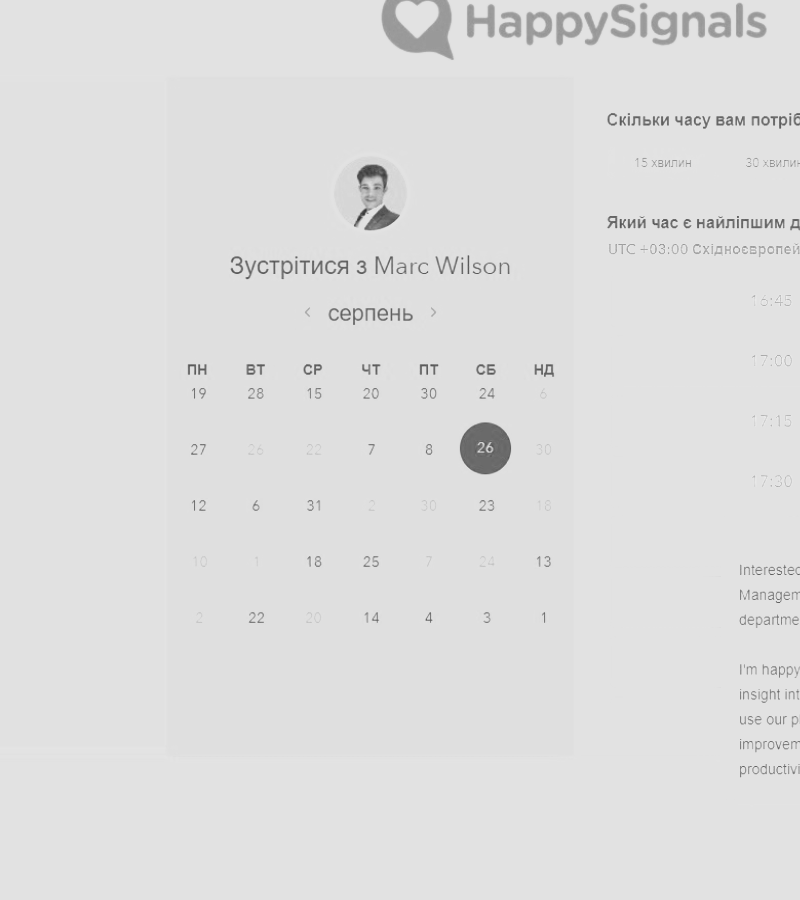 HappySignals
Зустрітися з Marc Wilson
серпень
ПН ВТ СР ЧТ ПТ СБ НД
19 28 15 20 30 24 6
27 26 22 7 8 26 30
12 6 31 2 30 23 18
10 1 18 25 7 24 13
2 22 20 14 4 3 1
Скільки часу вам потріб
15 хвилин 30 хвилин
Який час є найліпшим д
UTC +03:00 Східноєвропей
16:45
17:00
17:15
17:30
Interested
Managem
departme
I'm happy
insight int
use our p
improvem
productivi